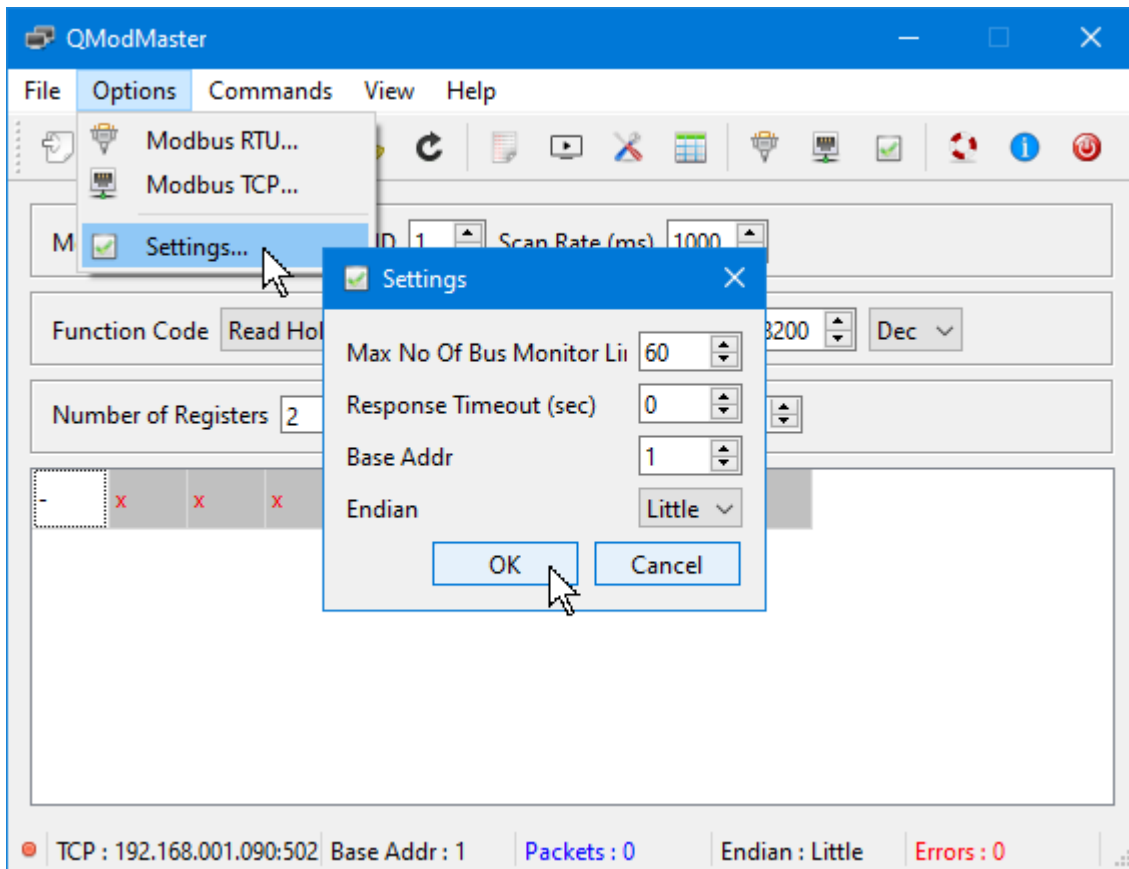 QModMaster
File Options Commands View Help
Modbus RTU...
Modbus TCP...
Settings...
1 Scan Rate (ms) 1000
Settings
Function Code Read Hol 3200 Dec
Max No Of Bus Monitor Li 60
Response Timeout (sec) 0
Number of Registers 2
Base Addr 1
- x x x
Endian Little
OK Cancel
TCP : 192.168.001.090:502 Base Addr : 1 Packets : 0 Endian : Little Errors : 0